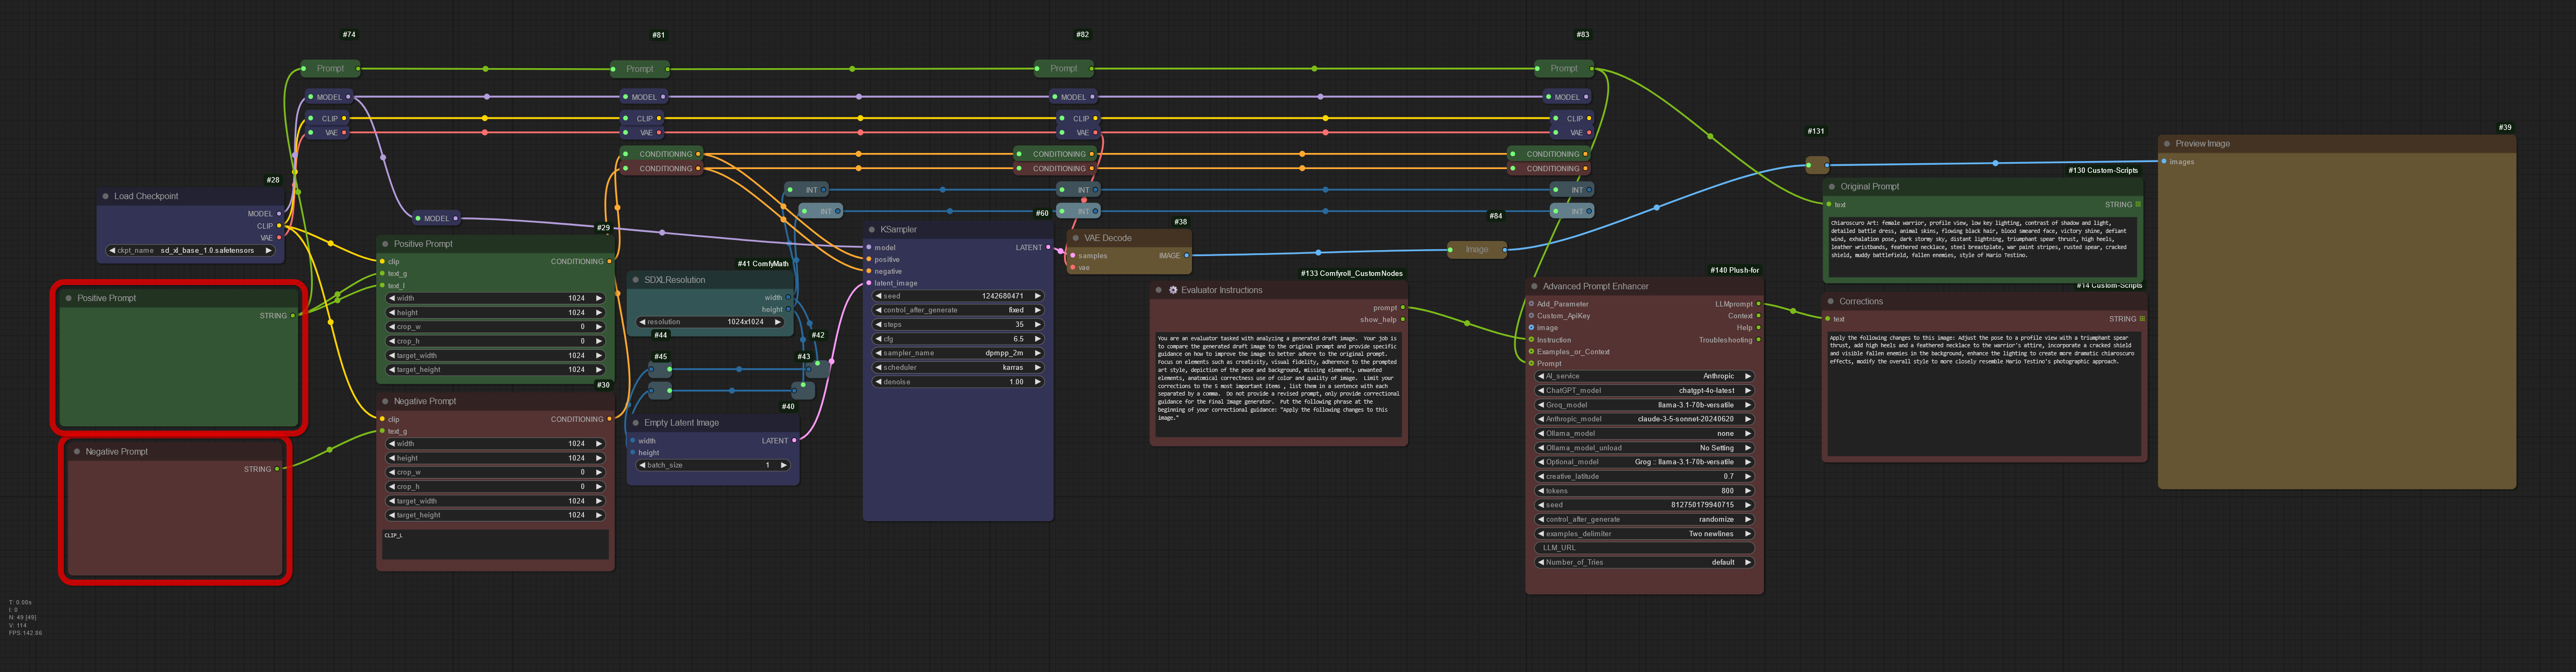 #74
#81
#82
#83
Prompt
Prompt
Prompt
Prompt
MODEL
MODEL
MODEL
MODEL
CLIP
CLIP
CLIP
CLIP
VAE
VAE
VAE
VAE
CONDITIONING
CONDITIONING
CONDITIONING
CONDITIONING
CONDITIONING
CONDITIONING
INT
INT
INT
INT
INT
INT
#28
Load Checkpoint
MODEL
CLIP
VAE
ckpt_name sd_xl_base_1.0.safetensors
MODEL
Positive Prompt
STRING
Negative Prompt
STRING
#29
Positive Prompt
clip CONDITIONING
text_g
text_l
width 1024
height 1024
crop_w 0
crop_h 0
target_width 1024
target_height 1024
#30
Negative Prompt
clip CONDITIONING
text_g
width 1024
height 1024
crop_w 0
crop_h 0
target_width 1024
target_height 1024
CLIP_L
#41 ComfyMath
SDXLResolution
width
height
resolution 1024x1024
#44
#42
#45
#43
#40
Empty Latent Image
width LATENT
height
batch_size 1
#60
KSampler
model LATENT
positive
negative
latent_image
seed 1242680471
control_after_generate fixed
steps 35
cfg 6.5
sampler_name dpmpp_2m
scheduler karras
denoise 1.00
#38
VAE Decode
samples IMAGE
vae
#84
Image
#133 Comfyroll_CustomNodes
Evaluator Instructions
prompt
show_help
You are an evaluator tasked with analyzing a generated draft image. Your job is
to compare the generated draft image to the original prompt and provide specific
guidance on how to improve the image to better adhere to the original prompt.
Focus on elements such as creativity, visual fidelity, adherence to the prompted
art style, depiction of the pose and background, missing elements, unwanted
elements, anatomical correctness use of color and quality of image. Limit your
corrections to the 5 most important items , list them in a sentence with each
separated by a comma. Do not provide a revised prompt, only provide correctional
guidance for the final image generator. Put the following phrase at the
beginning of your correctional guidance: "Apply the following changes to this
image."
#140 Plush-for
Advanced Prompt Enhancer
Add_Parameter LLMprompt
Custom_ApiKey Context
image Help
Instruction Troubleshooting
Examples_or_Context
Prompt
AI_service Anthropic
ChatGPT_model chatgpt-4o-latest
Groq_model llama-3.1-70b-versatile
Anthropic_model claude-3-5-sonnet-20240620
Ollama_model none
Ollama_model_unload No Setting
Optional_model Groq :: llama-3.1-70b-versatile
creative_latitude 0.7
tokens 800
seed 812750179940715
control_after_generate randomize
examples_delimiter Two newlines
LLM_URL
Number_of_Tries default
#131
#130 Custom-Scripts
Original Prompt
text STRING
Chiaroscuro Art: female warrior, profile view, low key lighting, contrast of shadow and light,
detailed battle dress, animal skins, flowing black hair, blood smeared face, victory shine, defiant
wind, exhalation pose, dark stormy sky, distant lightning, triumphant spear thrust, high heels,
leather wristbands, feathered necklace, steel breastplate, war paint stripes, rusted spear, cracked
shield, muddy battlefield, fallen enemies, style of Mario Testino.
#14 Custom-Scripts
Corrections
text STRING
Apply the following changes to this image: Adjust the pose to a profile view with a triumphant spear
thrust, add high heels and a feathered necklace to the warrior's attire, incorporate a cracked shield
and visible fallen enemies in the background, enhance the lighting to create more dramatic chiaroscuro
effects, modify the overall style to more closely resemble Mario Testino's photographic approach.
#39
Preview Image
images
T: 0.00s
I: 0
N: 49 [49]
V: 114
FPS:142.86